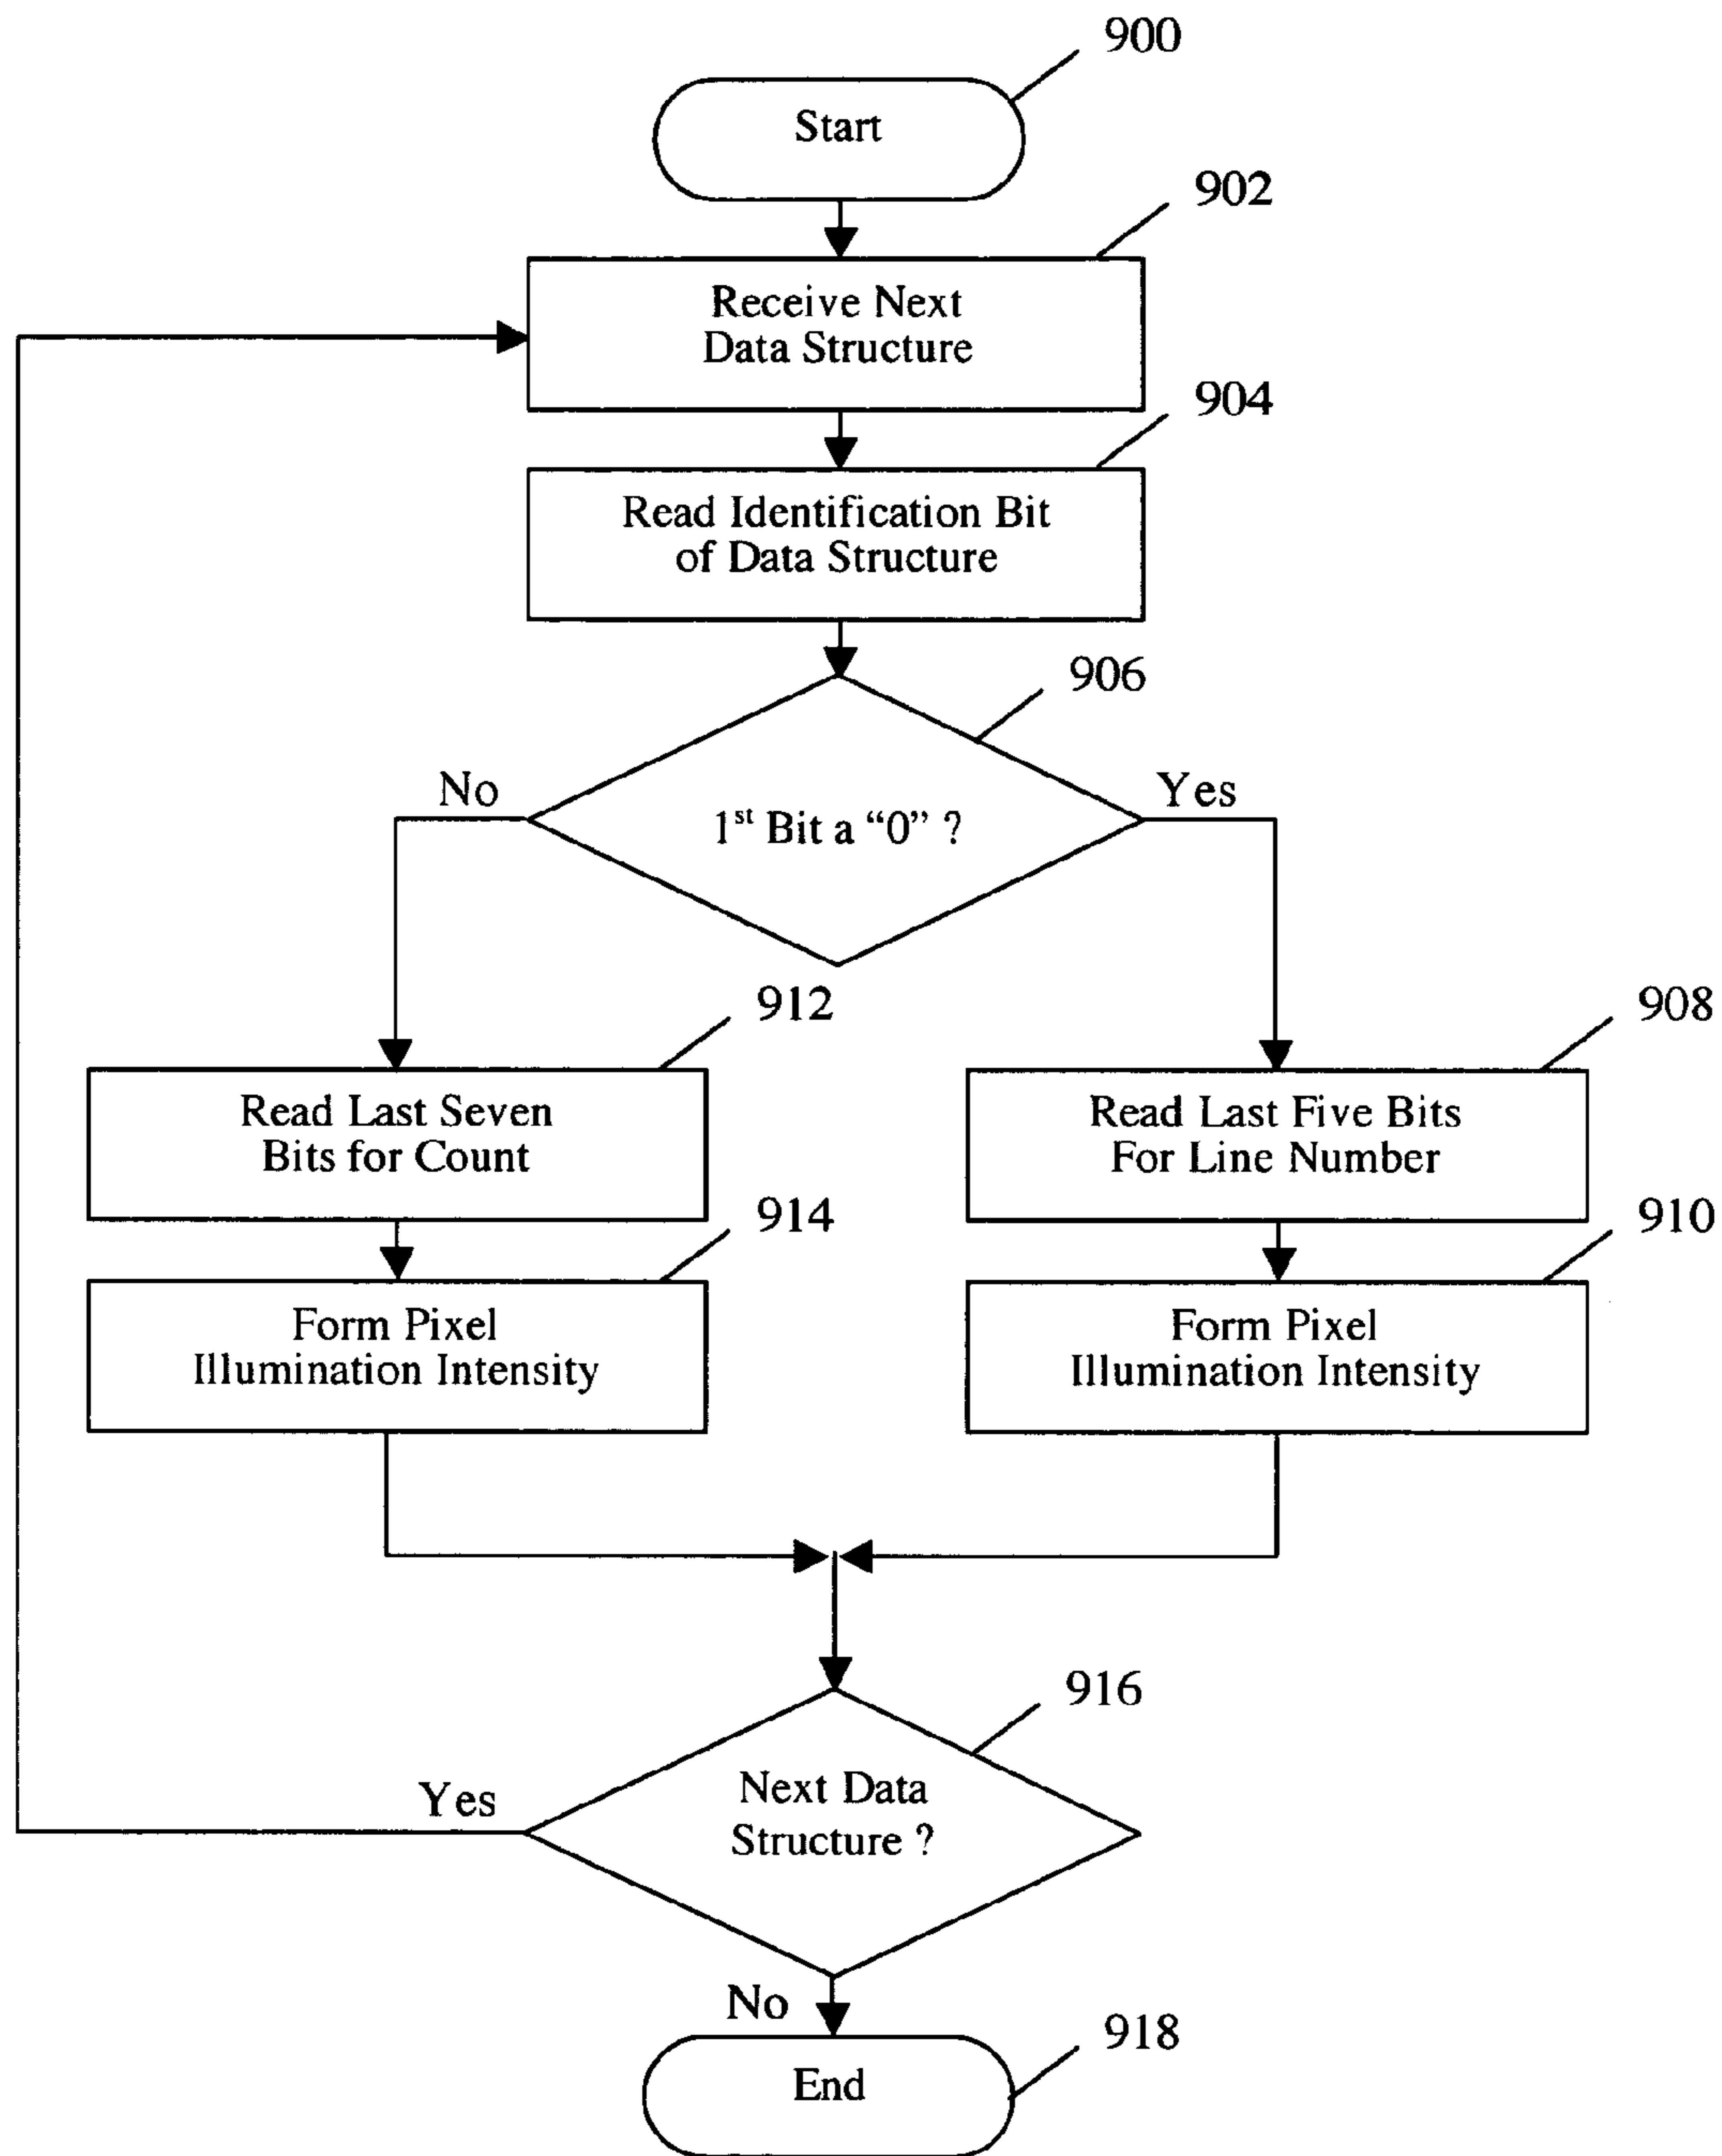 900
Start
902
Receive Next
Data Structure
904
Read Identification Bit
of Data Structure
906
No
Yes
1st Bit a “0” ?
912
908
Read Last Seven
Bits for Count
Read Last Five Bits
For Line Number
914
910
Form Pixel
Illumination Intensity
Form Pixel
Illumination Intensity
916
Yes
Next Data
Structure ?
No
918
End